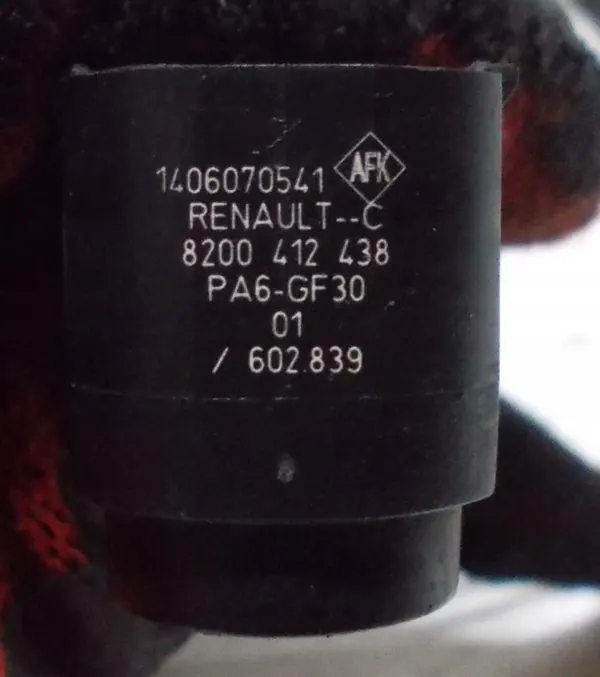 1406070541 AFK
RENAULT--C
8200 412 438
PA6-GF30
01
/ 602.839